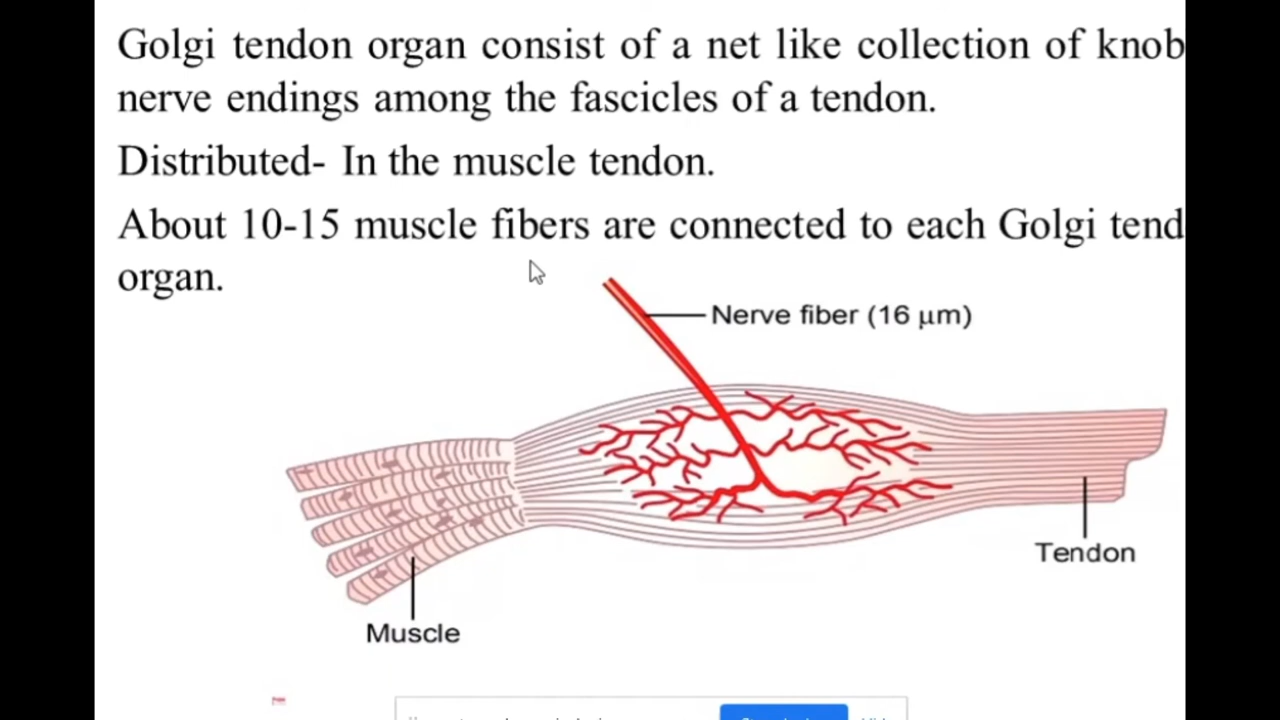 Golgi tendon organ consist of a net like collection of knob
nerve endings among the fascicles of a tendon.
Distributed- In the muscle tendon.
About 10-15 muscle fibers are connected to each Golgi tend
organ.
Nerve fiber (16 μm)
Tendon
Muscle